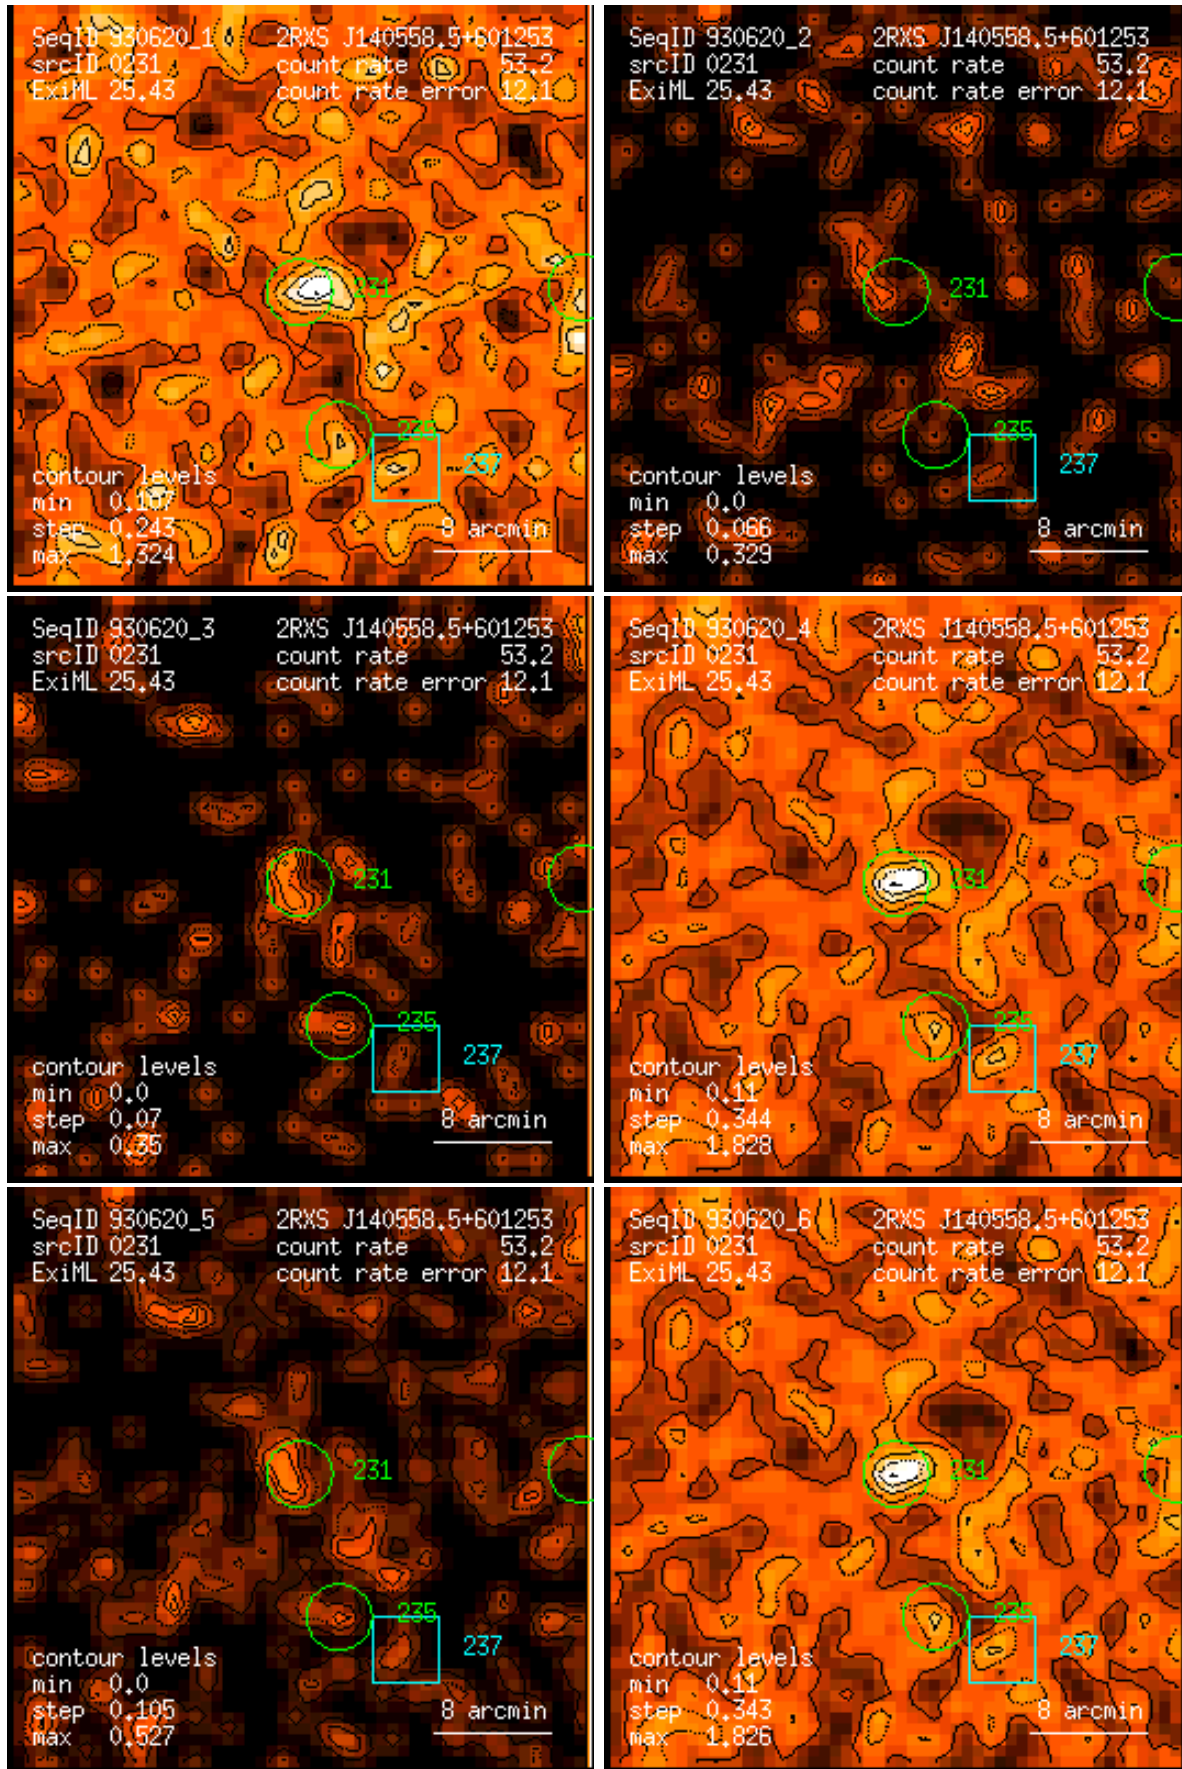 SeqID 930620_1 2RXS J140558.5+601253
srcID 0231 count rate 53.2
ExiML 25.43 count rate error 12.1
231
235
237
contour levels
min 0.107
step 0.243
max 1.324
8 arcmin
SeqID 930620_2 2RXS J140558.5+601253
srcID 0231 count rate 53.2
ExiML 25.43 count rate error 12.1
231
235
237
contour levels
min 0.0
step 0.066
max 0.329
8 arcmin
SeqID 930620_3 2RXS J140558.5+601253
srcID 0231 count rate 53.2
ExiML 25.43 count rate error 12.1
231
235
237
contour levels
min 0.0
step 0.07
max 0.35
8 arcmin
SeqID 930620_4 2RXS J140558.5+601253
srcID 0231 count rate 53.2
ExiML 25.43 count rate error 12.1
231
235
237
contour levels
min 0.11
step 0.344
max 1.828
8 arcmin
SeqID 930620_5 2RXS J140558.5+601253
srcID 0231 count rate 53.2
ExiML 25.43 count rate error 12.1
231
235
237
contour levels
min 0.0
step 0.105
max 0.527
8 arcmin
SeqID 930620_6 2RXS J140558.5+601253
srcID 0231 count rate 53.2
ExiML 25.43 count rate error 12.1
231
235
237
contour levels
min 0.11
step 0.343
max 1.826
8 arcmin